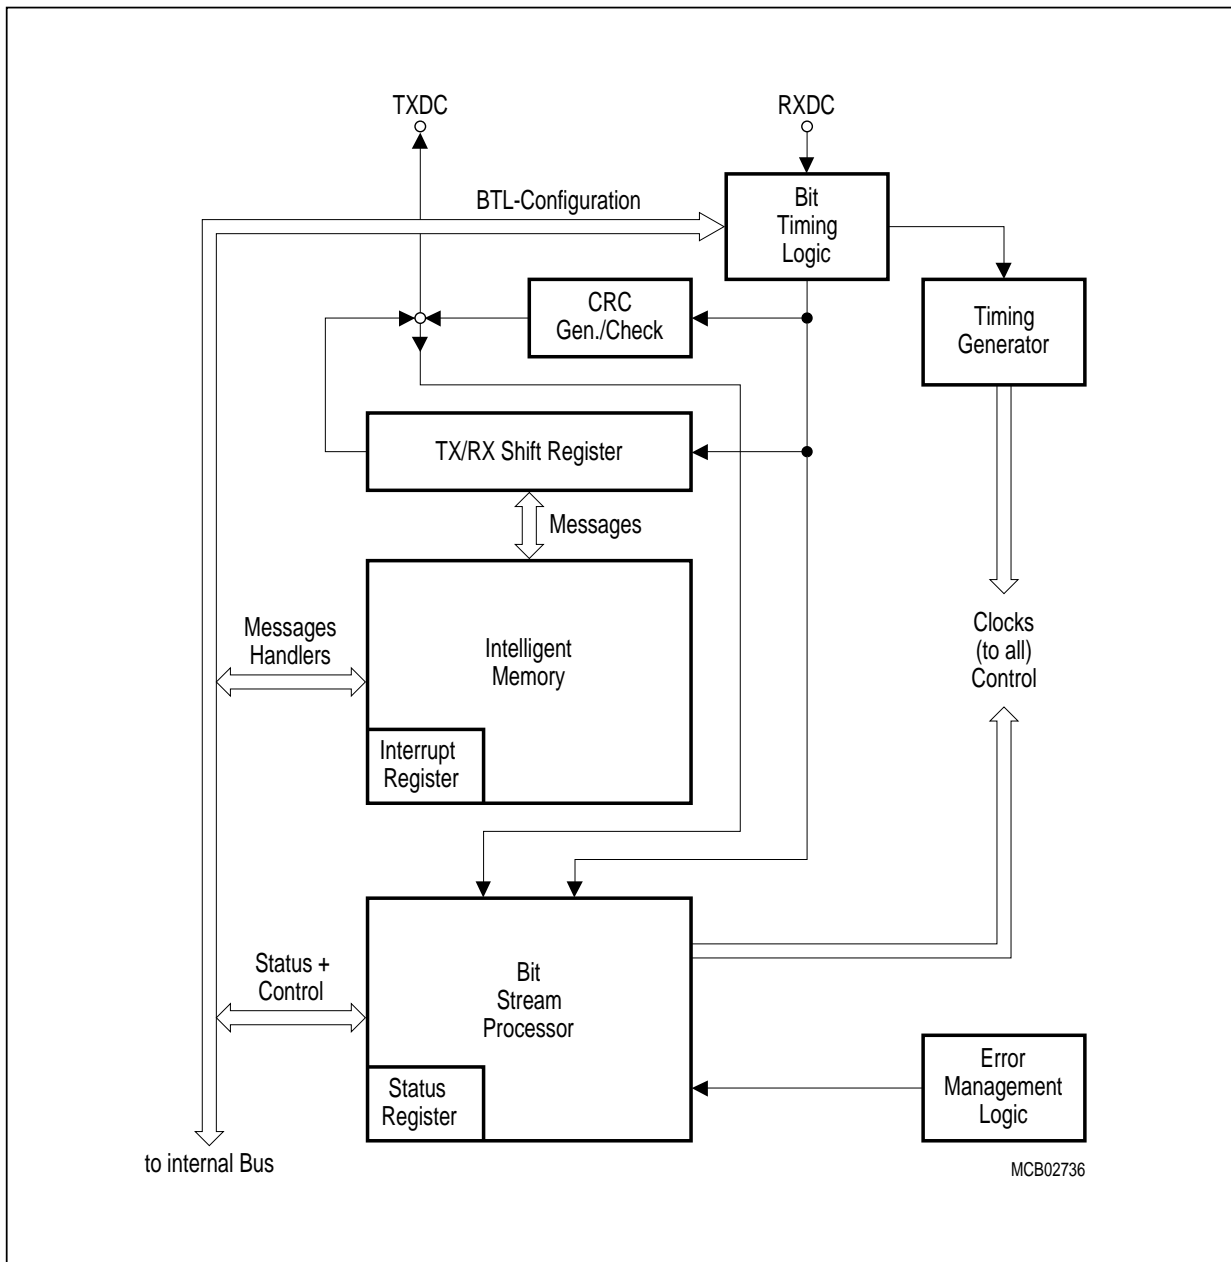 TXDC
RXDC
BTL-Configuration
Bit
Timing
Logic
CRC
Gen./Check
Timing
Generator
TX/RX Shift Register
Messages
Messages
Handlers
Intelligent
Memory
Clocks
(to all)
Control
Interrupt
Register
Status +
Control
Bit
Stream
Processor
Status
Register
Error
Management
Logic
to internal Bus
MCB02736